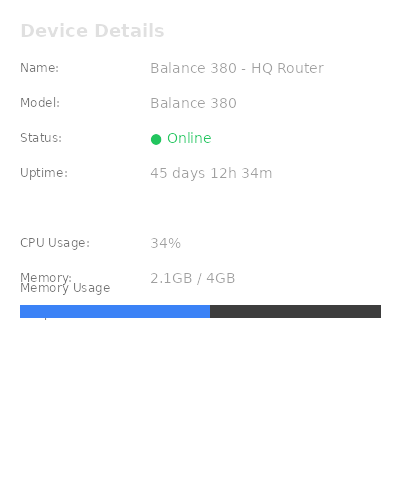 Device Details
Name: Balance 380 - HQ Router
Model: Balance 380
Status: ● Online
Uptime: 45 days 12h 34m
CPU Usage: 34%
Memory: 2.1GB / 4GB
Memory Usage